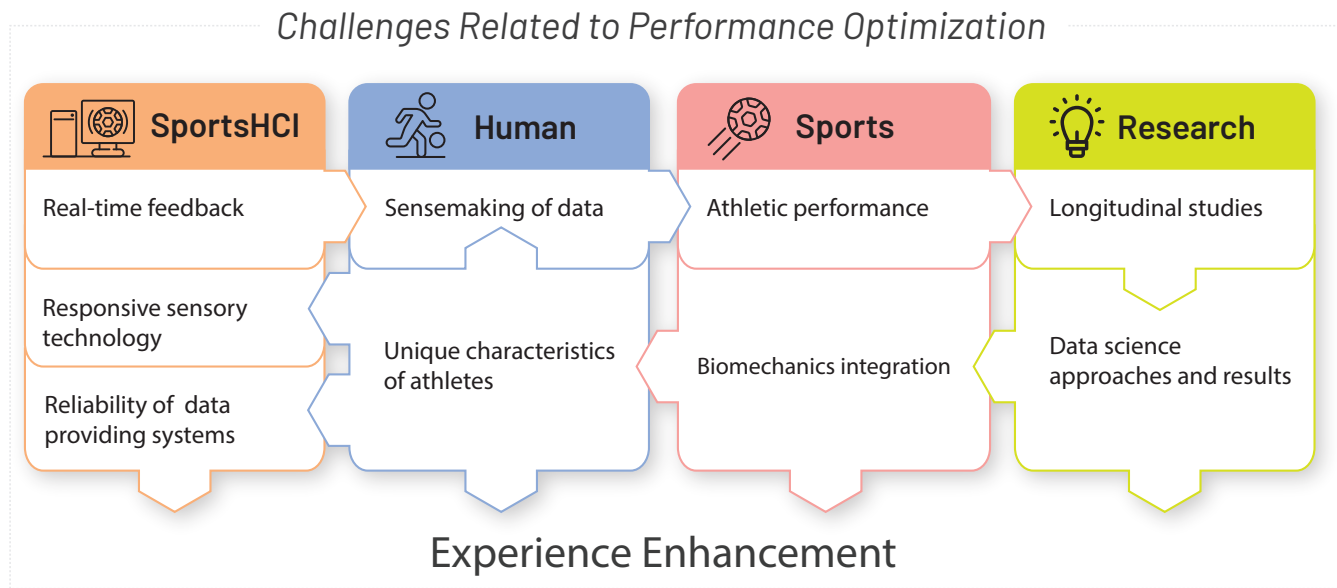 Challenges Related to Performance Optimization
SportsHCI
Real-time feedback
Responsive sensory
technology
Reliability of data
providing systems
Human
Sensemaking of data
Unique characteristics
of athletes
Sports
Athletic performance
Biomechanics integration
Research
Longitudinal studies
Data science
approaches and results
Experience Enhancement